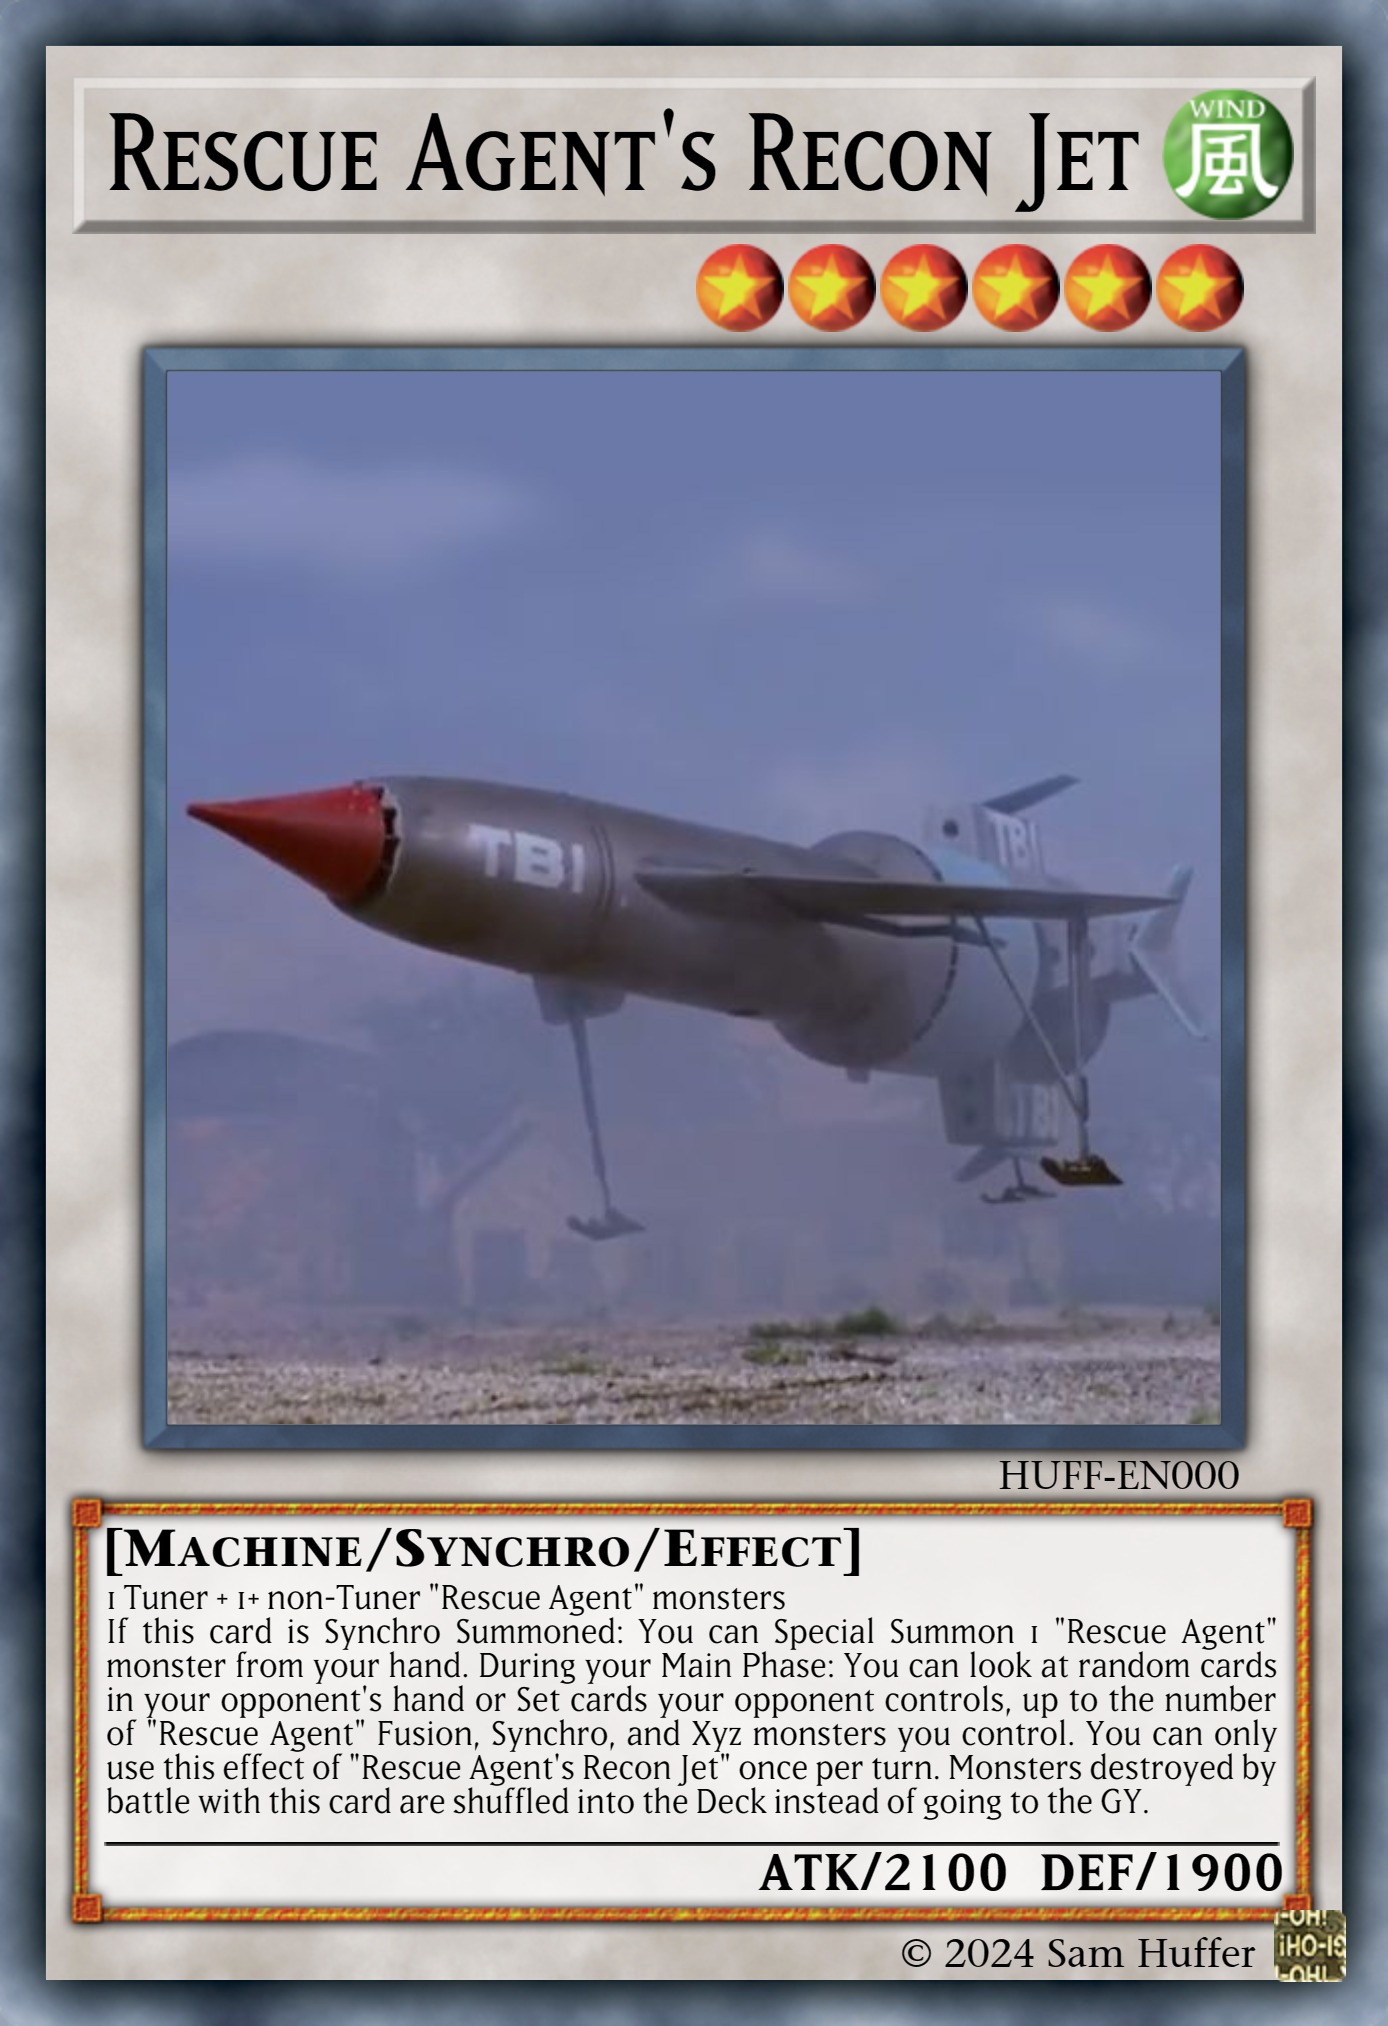 RESCUE AGENT'S RECON JET
WIND
風
TB1
TB1
TB1
HUFF-EN000
[MACHINE/SYNCHRO/EFFECT]
1 Tuner + 1+ non-Tuner "Rescue Agent" monsters
If this card is Synchro Summoned: You can Special Summon 1 "Rescue Agent"
monster from your hand. During your Main Phase: You can look at random cards
in your opponent's hand or Set cards your opponent controls, up to the number
of "Rescue Agent" Fusion, Synchro, and Xyz monsters you control. You can only
use this effect of "Rescue Agent's Recon Jet" once per turn. Monsters destroyed by
battle with this card are shuffled into the Deck instead of going to the GY.
ATK/2100 DEF/1900
© 2024 Sam Huffer